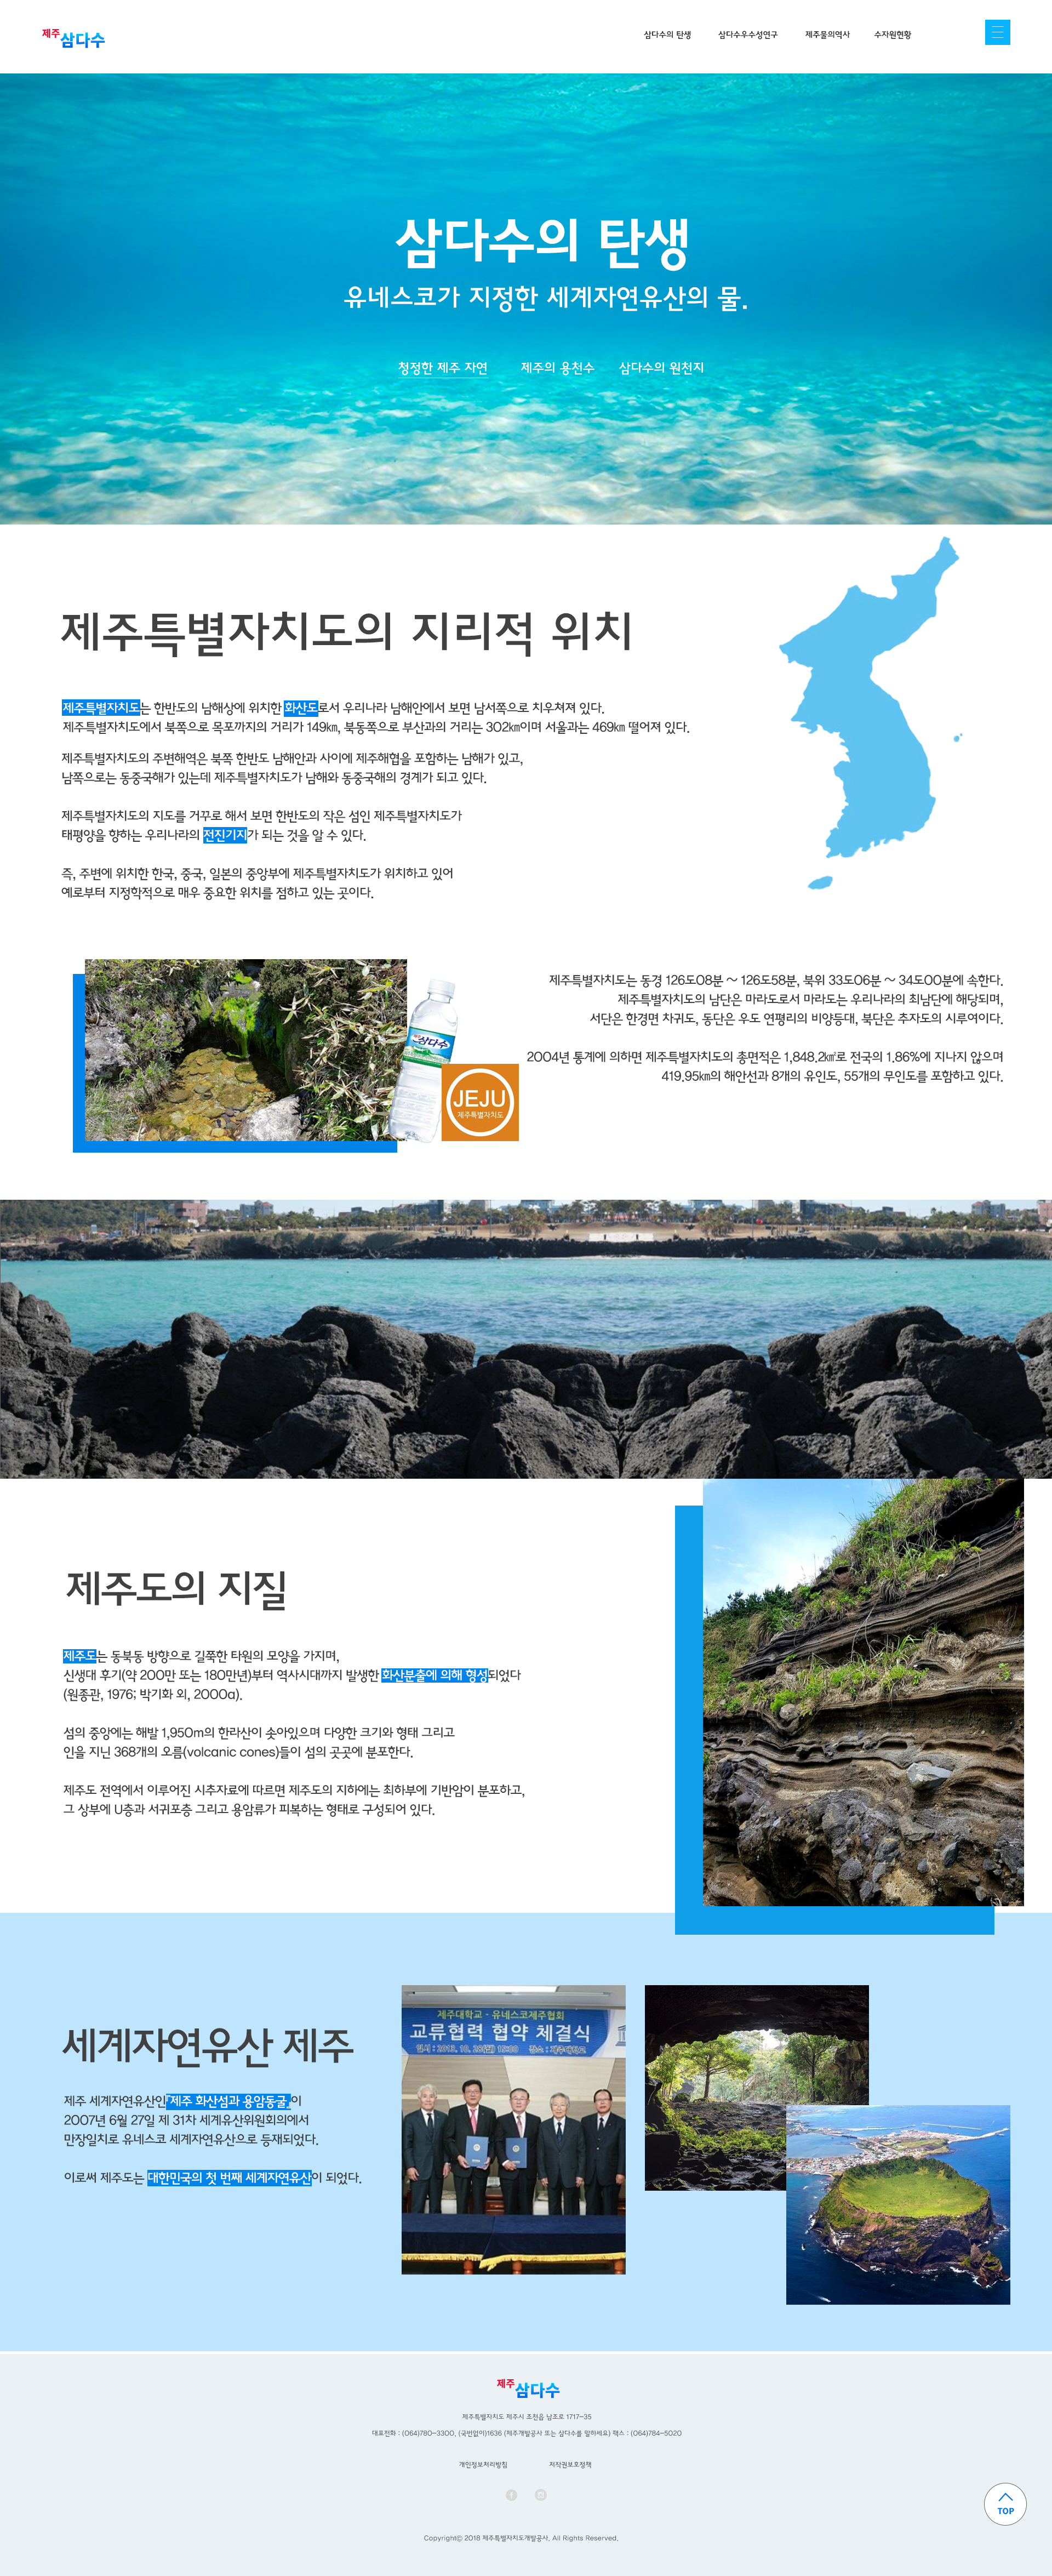 제주삼다수
삼다수의 탄생 삼다수우수성연구 제주물의역사 수자원현황
삼다수의 탄생
유네스코가 지정한 세계자연유산의 물.
청정한 제주 자연 제주의 용천수 삼다수의 원천지
제주특별자치도의 지리적 위치
제주특별자치도는 한반도의 남해상에 위치한 화산도로서 우리나라 남해안에서 보면 남서쪽으로 치우쳐져 있다.
제주특별자치도에서 북쪽으로 목포까지의 거리가 149㎞, 북동쪽으로 부산과의 거리는 302㎞이며 서울과는 469㎞ 떨어져 있다.
제주특별자치도의 주변해역은 북쪽 한반도 남해안과 사이에 제주해협을 포함하는 남해가 있고,
남쪽으로는 동중국해가 있는데 제주특별자치도가 남해와 동중국해의 경계가 되고 있다.
제주특별자치도의 지도를 거꾸로 해서 보면 한반도의 작은 섬인 제주특별자치도가
태평양을 향하는 우리나라의 전진기지가 되는 것을 알 수 있다.
즉, 주변에 위치한 한국, 중국, 일본의 중앙부에 제주특별자치도가 위치하고 있어
예로부터 지정학적으로 매우 중요한 위치를 점하고 있는 곳이다.
삼다수
JEJU
제주특별자치도
제주특별자치도는 동경 126도08분 ~ 126도58분, 북위 33도06분 ~ 34도00분에 속한다.
제주특별자치도의 남단은 마라도로서 마라도는 우리나라의 최남단에 해당되며,
서단은 한경면 차귀도, 동단은 우도 연평리의 비양등대, 북단은 추자도의 시루여이다.
2004년 통계에 의하면 제주특별자치도의 총면적은 1,848.2㎢로 전국의 1.86%에 지나지 않으며
419.95㎞의 해안선과 8개의 유인도, 55개의 무인도를 포함하고 있다.
제주도의 지질
제주도는 동북동 방향으로 길쭉한 타원의 모양을 가지며,
신생대 후기(약 200만 또는 180만년)부터 역사시대까지 발생한 화산분출에 의해 형성되었다
(원종관, 1976; 박기화 외, 2000a).
섬의 중앙에는 해발 1,950m의 한라산이 솟아있으며 다양한 크기와 형태 그리고
인을 지닌 368개의 오름(volcanic cones)들이 섬의 곳곳에 분포한다.
제주도 전역에서 이루어진 시추자료에 따르면 제주도의 지하에는 최하부에 기반암이 분포하고,
그 상부에 U층과 서귀포층 그리고 용암류가 피복하는 형태로 구성되어 있다.
세계자연유산 제주
제주 세계자연유산인「제주 화산섬과 용암동굴」이
2007년 6월 27일 제 31차 세계유산위원회의에서
만장일치로 유네스코 세계자연유산으로 등재되었다.
이로써 제주도는 대한민국의 첫 번째 세계자연유산이 되었다.
제주대학교 - 유네스코제주협회
교류협력 협약 체결식
장소 : 제주대학교
제주삼다수
제주특별자치도 제주시 조천읍 남조로 1717-35
대표전화 : (064)780-3300, (국번없이)1636 (제주개발공사 또는 삼다수를 말하세요) 팩스 : (064)784-5020
개인정보처리방침 저작권보호정책
TOP
Copyright© 2018 제주특별자치도개발공사. All Rights Reserved.